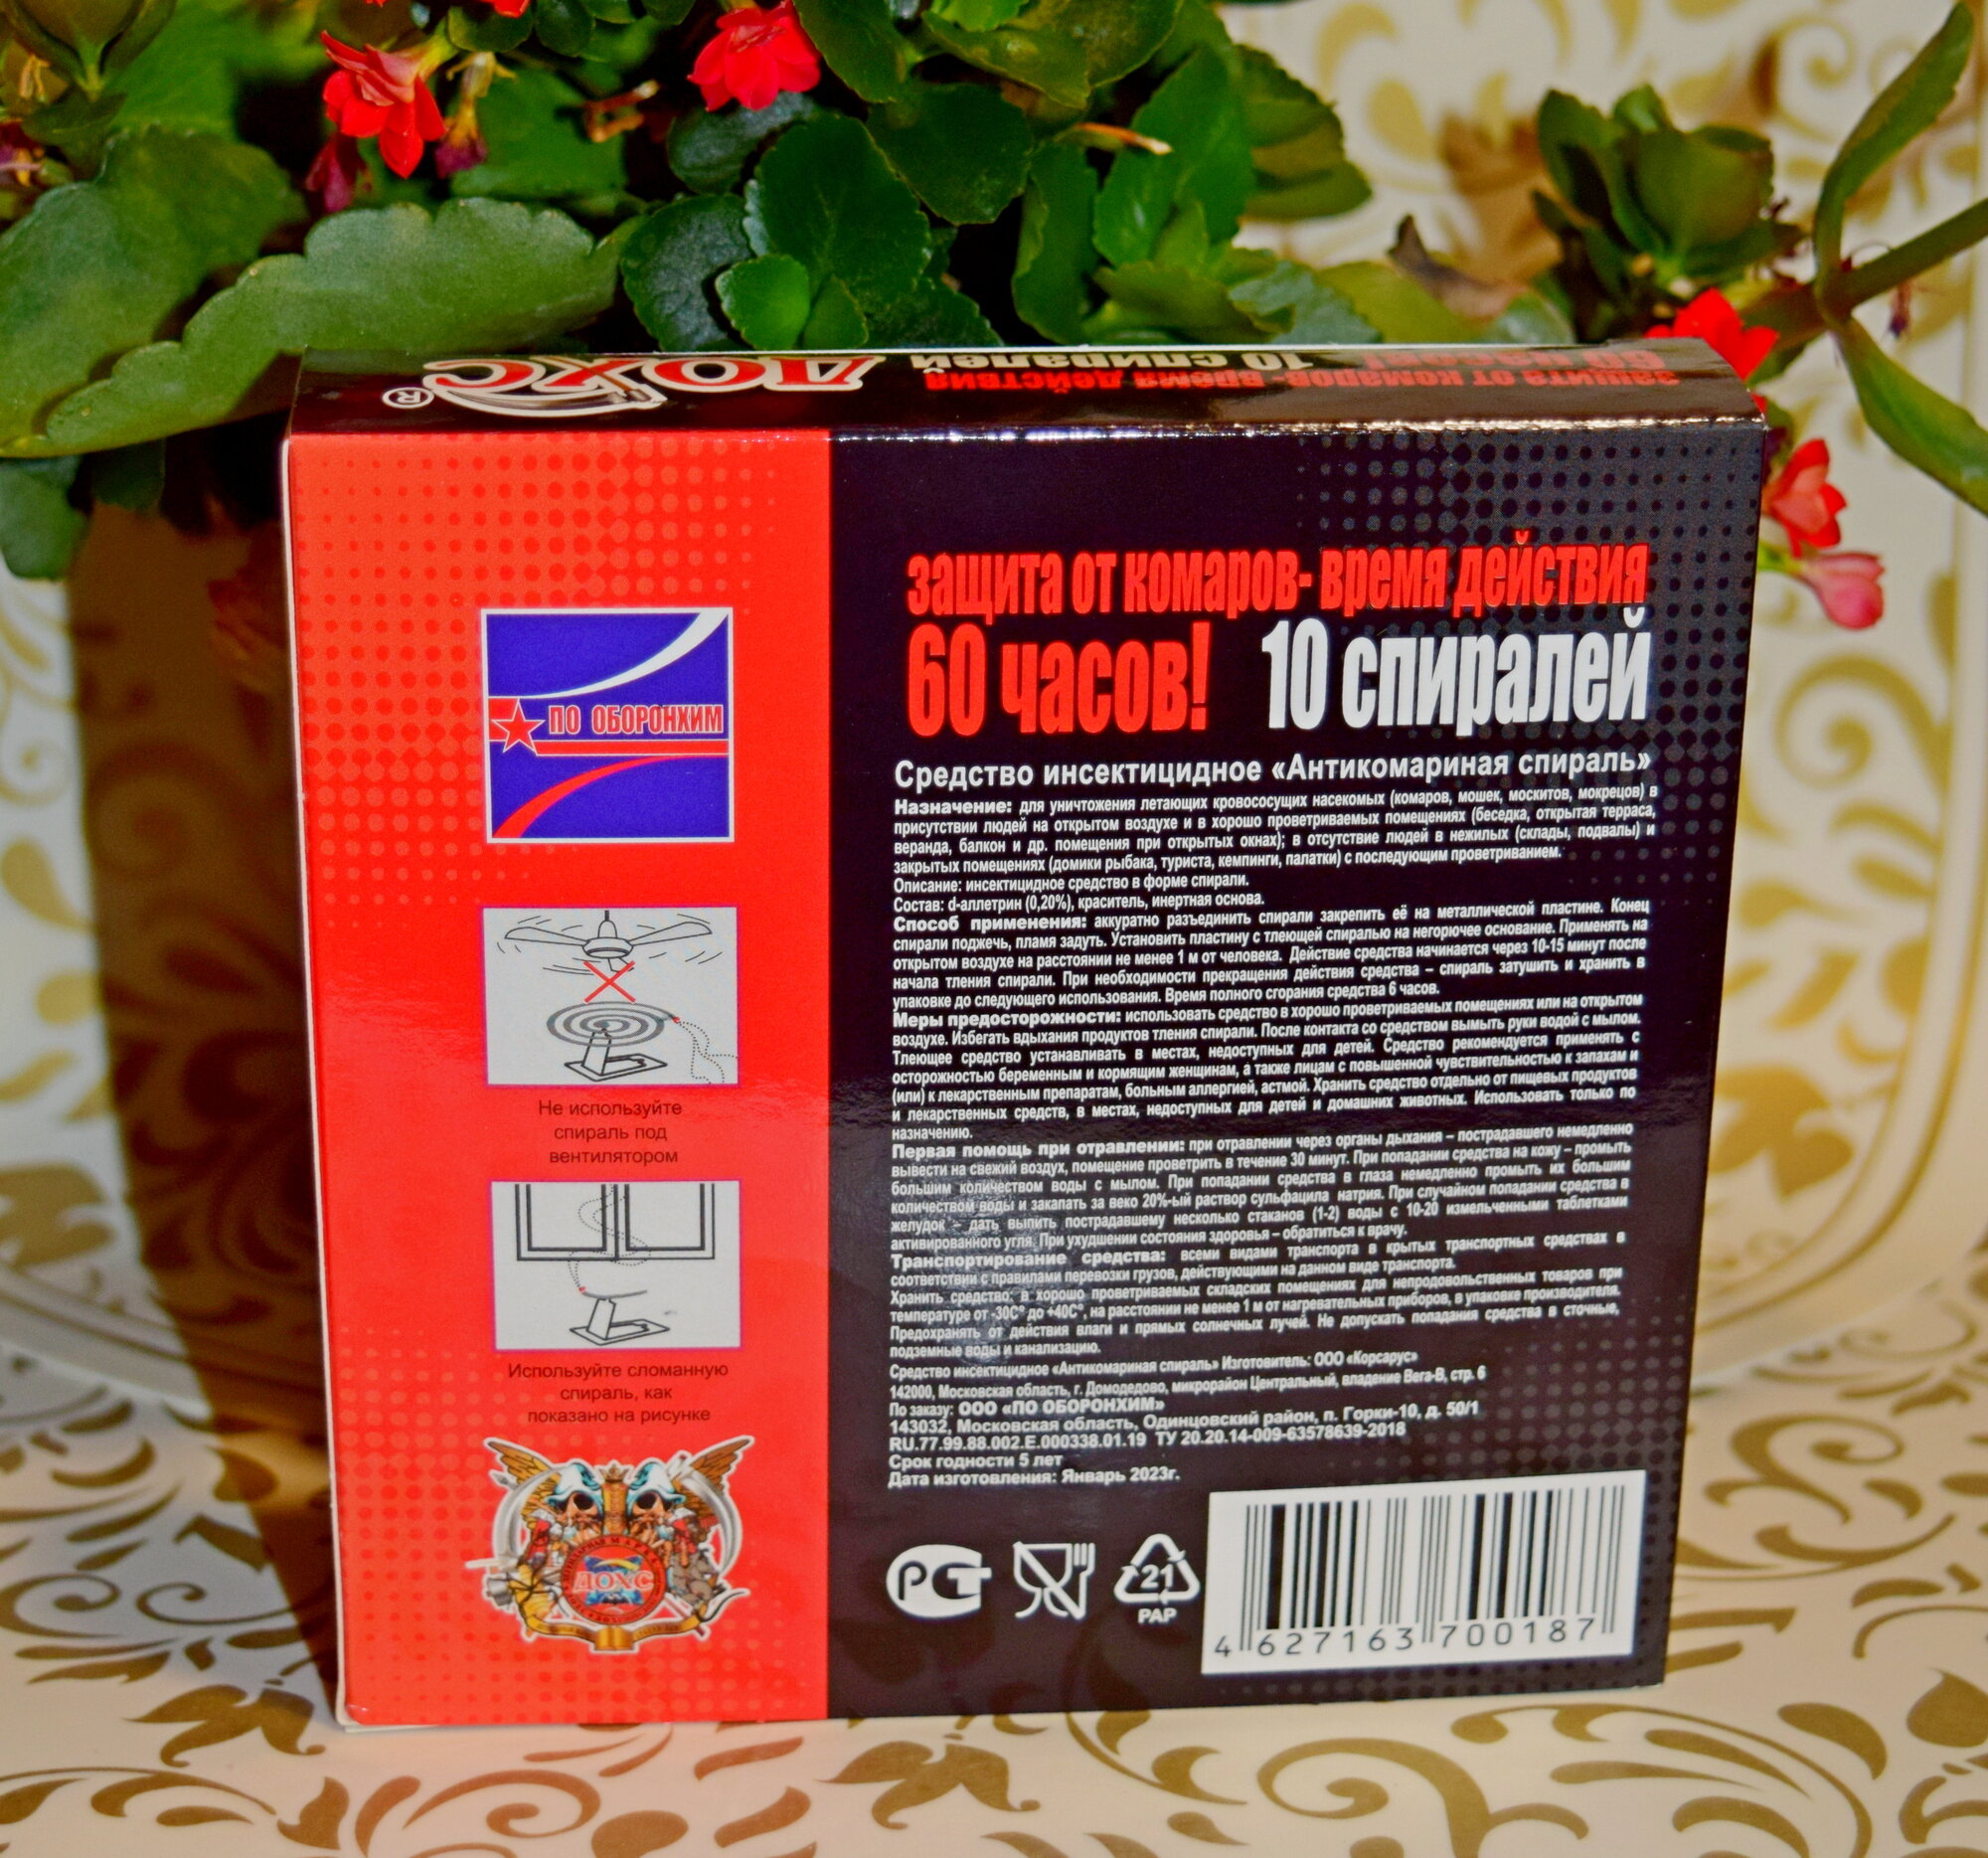 ДОХС ®
защита от комаров- время действия
60 часов!
10 спиралей
ПО ОБОРОНХИМ
Не используйте
спираль под
вентилятором
Используйте сломанную
спираль, как
показано на рисунке
ДОХС
защита от комаров- время действия
60 часов! 10 спиралей
Средство инсектицидное «Антикомариная спираль»
Назначение: для уничтожения летающих кровососущих насекомых (комаров, мошек, москитов, мокрецов) в
присутствии людей на открытом воздухе и в хорошо проветриваемых помещениях (беседка, открытая терраса,
веранда, балкон и др. помещения при открытых окнах); в отсутствие людей в нежилых (склады, подвалы) и
закрытых помещениях (домики рыбака, туриста, кемпинги, палатки) с последующим проветриванием.
Описание: инсектицидное средство в форме спирали.
Состав: d-аллетрин (0,20%), краситель, инертная основа.
Способ применения: аккуратно разъединить спирали закрепить её на металлической пластине. Конец
спирали поджечь, пламя задуть. Установить пластину с тлеющей спиралью на негорючее основание. Применять на
открытом воздухе на расстоянии не менее 1 м от человека. Действие средства начинается через 10-15 минут после
начала тления спирали. При необходимости прекращения действия средства – спираль затушить и хранить в
упаковке до следующего использования. Время полного сгорания средства 6 часов.
Меры предосторожности: использовать средство в хорошо проветриваемых помещениях или на открытом
воздухе. Избегать вдыхания продуктов тления спирали. После контакта со средством вымыть руки водой с мылом.
Тлеющее средство устанавливать в местах, недоступных для детей. Средство рекомендуется применять с
осторожностью беременным и кормящим женщинам, а также лицам с повышенной чувствительностью к запахам и
(или) к лекарственным препаратам, больным аллергией, астмой. Хранить средство отдельно от пищевых продуктов
и лекарственных средств, в местах, недоступных для детей и домашних животных. Использовать только по
назначению.
Первая помощь при отравлении: при отравлении через органы дыхания – пострадавшего немедленно
вывести на свежий воздух, помещение проветрить в течение 30 минут. При попадании средства на кожу – промыть
большим количеством воды с мылом. При попадании средства в глаза немедленно промыть их большим
количеством воды и закапать за веко 20%-ый раствор сульфацила натрия. При случайном попадании средства в
желудок - дать выпить пострадавшему несколько стаканов (1-2) воды с 10-20 измельченными таблетками
активированного угля. При ухудшении состояния здоровья – обратиться к врачу.
Транспортирование средства: всеми видами транспорта в крытых транспортных средствах в
соответствии с правилами перевозки грузов, действующими на данном виде транспорта.
Хранить средство: в хорошо проветриваемых складских помещениях для непродовольственных товаров при
температуре от -30С° до +40С°, на расстоянии не менее 1 м от нагревательных приборов, в упаковке производителя.
Предохранять от действия влаги и прямых солнечных лучей. Не допускать попадания средства в сточные,
подземные воды и канализацию.
Средство инсектицидное «Антикомариная спираль» Изготовитель: ООО «Корсарус»
142000, Московская область, г. Домодедово, микрорайон Центральный, владение Вега-В, стр. 6
По заказу: ООО «ПО ОБОРОНХИМ»
143032, Московская область, Одинцовский район, п. Горки-10, д. 50/1
RU.77.99.88.002.Е.000338.01.19 ТУ 20.20.14-009-63578639-2018
Срок годности 5 лет
Дата изготовления: Январь 2023г.
РСТ
21
PAP
4 627163 700187